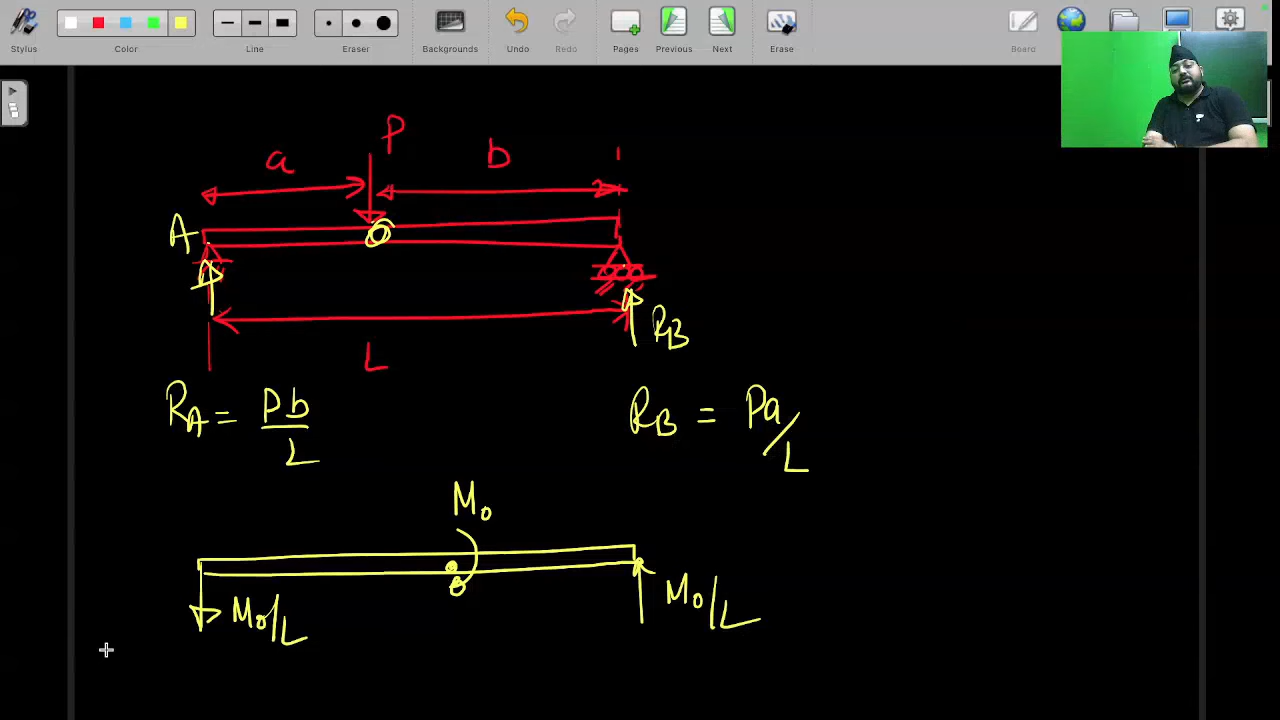 Stylus
Color
Line
Eraser
Backgrounds
Undo
Redo
Pages
Previous
Next
Erase
Board
P
a
b
A
RB
L
RA = Pb/L
RB = Pa/L
M0
M0/L
M0/L